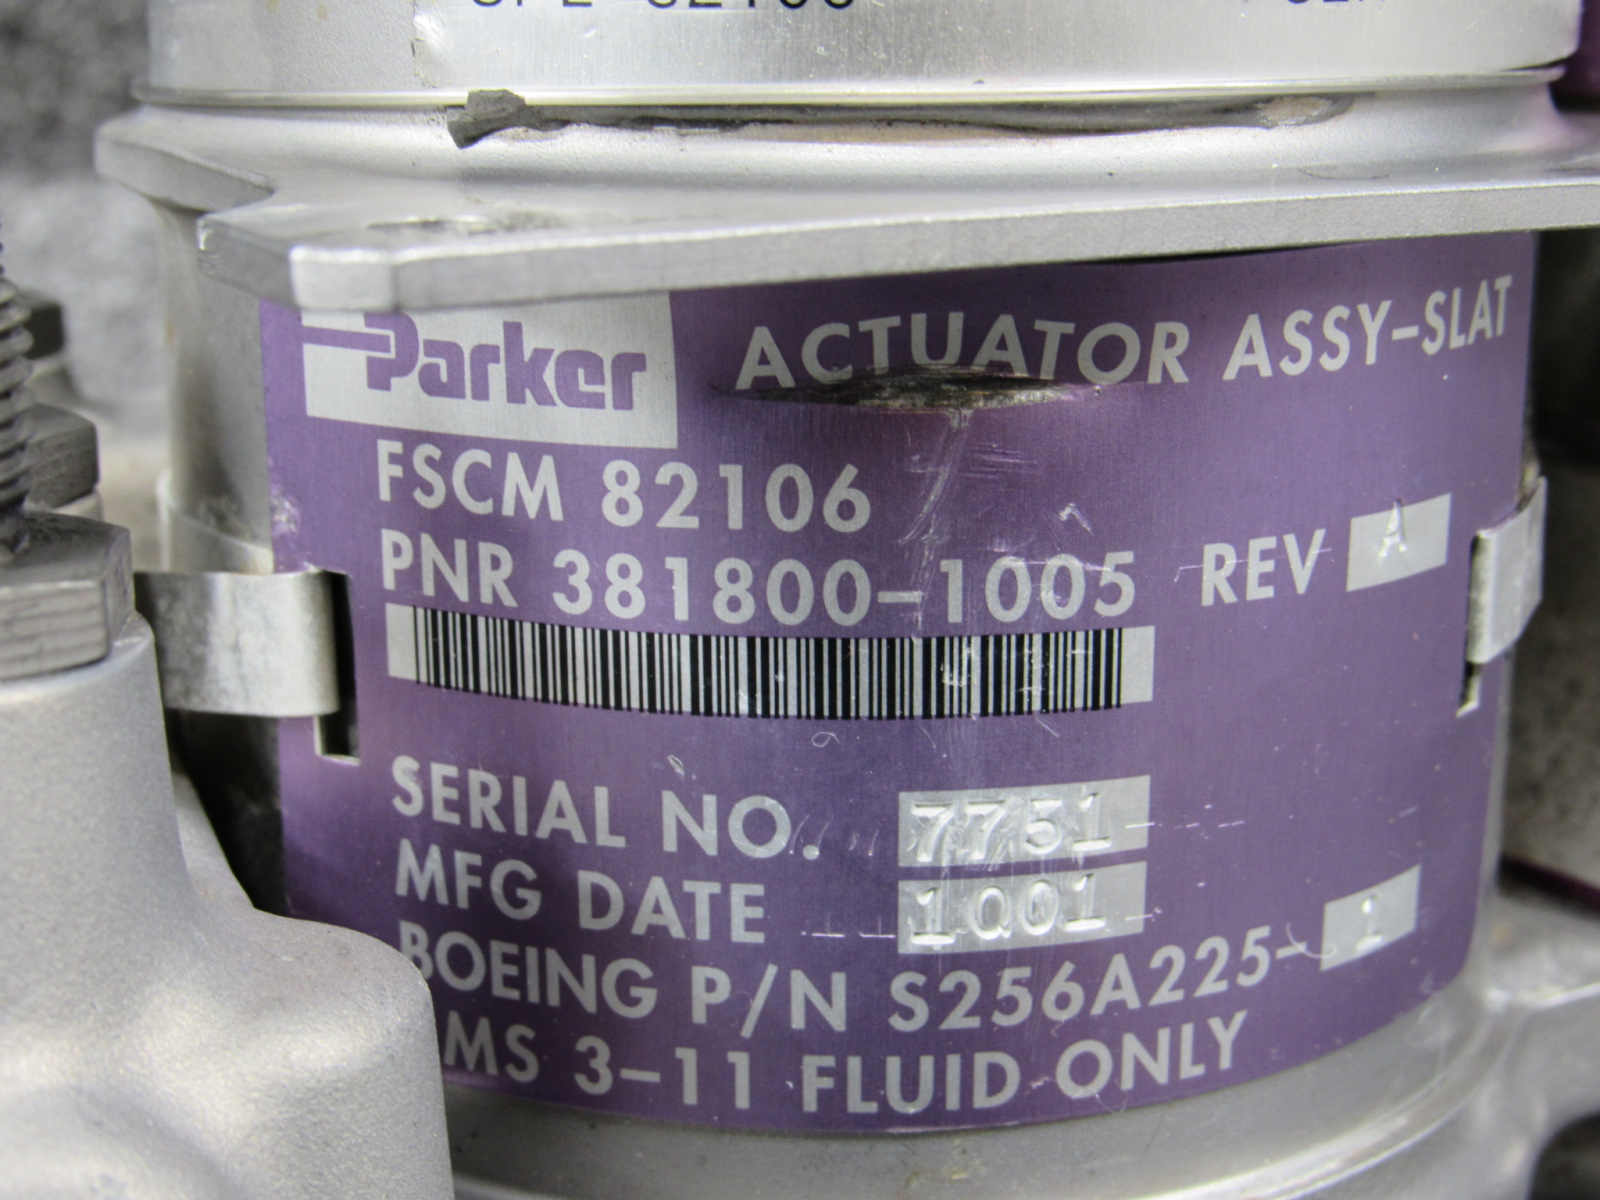 Parker
ACTUATOR ASSY-SLAT
FSCM 82106
PNR 381800-1005 REV A
SERIAL NO. 7751
MFG DATE 1Q01
BOEING P/N S256A225-1
MS 3-11 FLUID ONLY